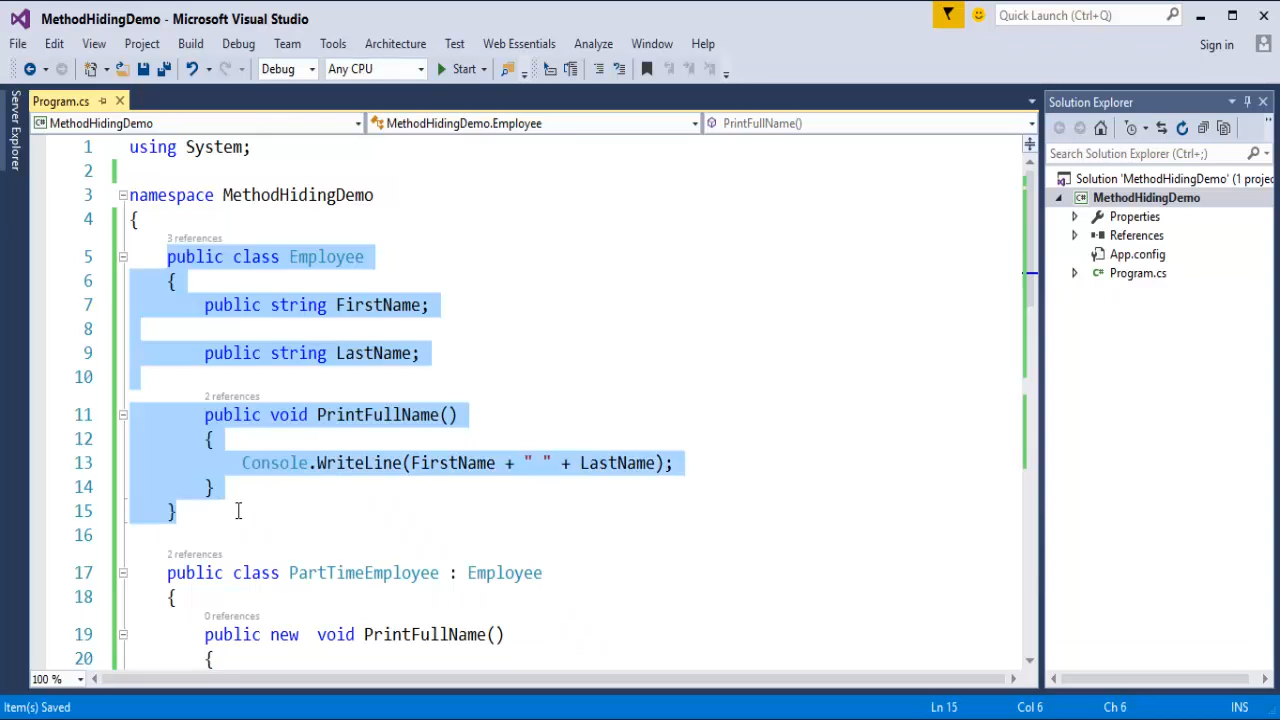 MethodHidingDemo - Microsoft Visual Studio
Quick Launch (Ctrl+Q)
File Edit View Project Build Debug Team Tools Architecture Test Web Essentials Analyze Window Help
Sign in
Debug Any CPU Start
Server Explorer
Program.cs
Solution Explorer
MethodHidingDemo MethodHidingDemo.Employee PrintFullName()
Search Solution Explorer (Ctrl+;)
Solution 'MethodHidingDemo' (1 projec
MethodHidingDemo
Properties
References
App.config
Program.cs
1 using System;
2
3 namespace MethodHidingDemo
4 {
3 references
5 public class Employee
6 {
7 public string FirstName;
8
9 public string LastName;
10
2 references
11 public void PrintFullName()
12 {
13 Console.WriteLine(FirstName + " " + LastName);
14 }
15 }
16
2 references
17 public class PartTimeEmployee : Employee
18 {
0 references
19 public new  void PrintFullName()
20 {
100 %
Item(s) Saved Ln 15 Col 6 Ch 6 INS